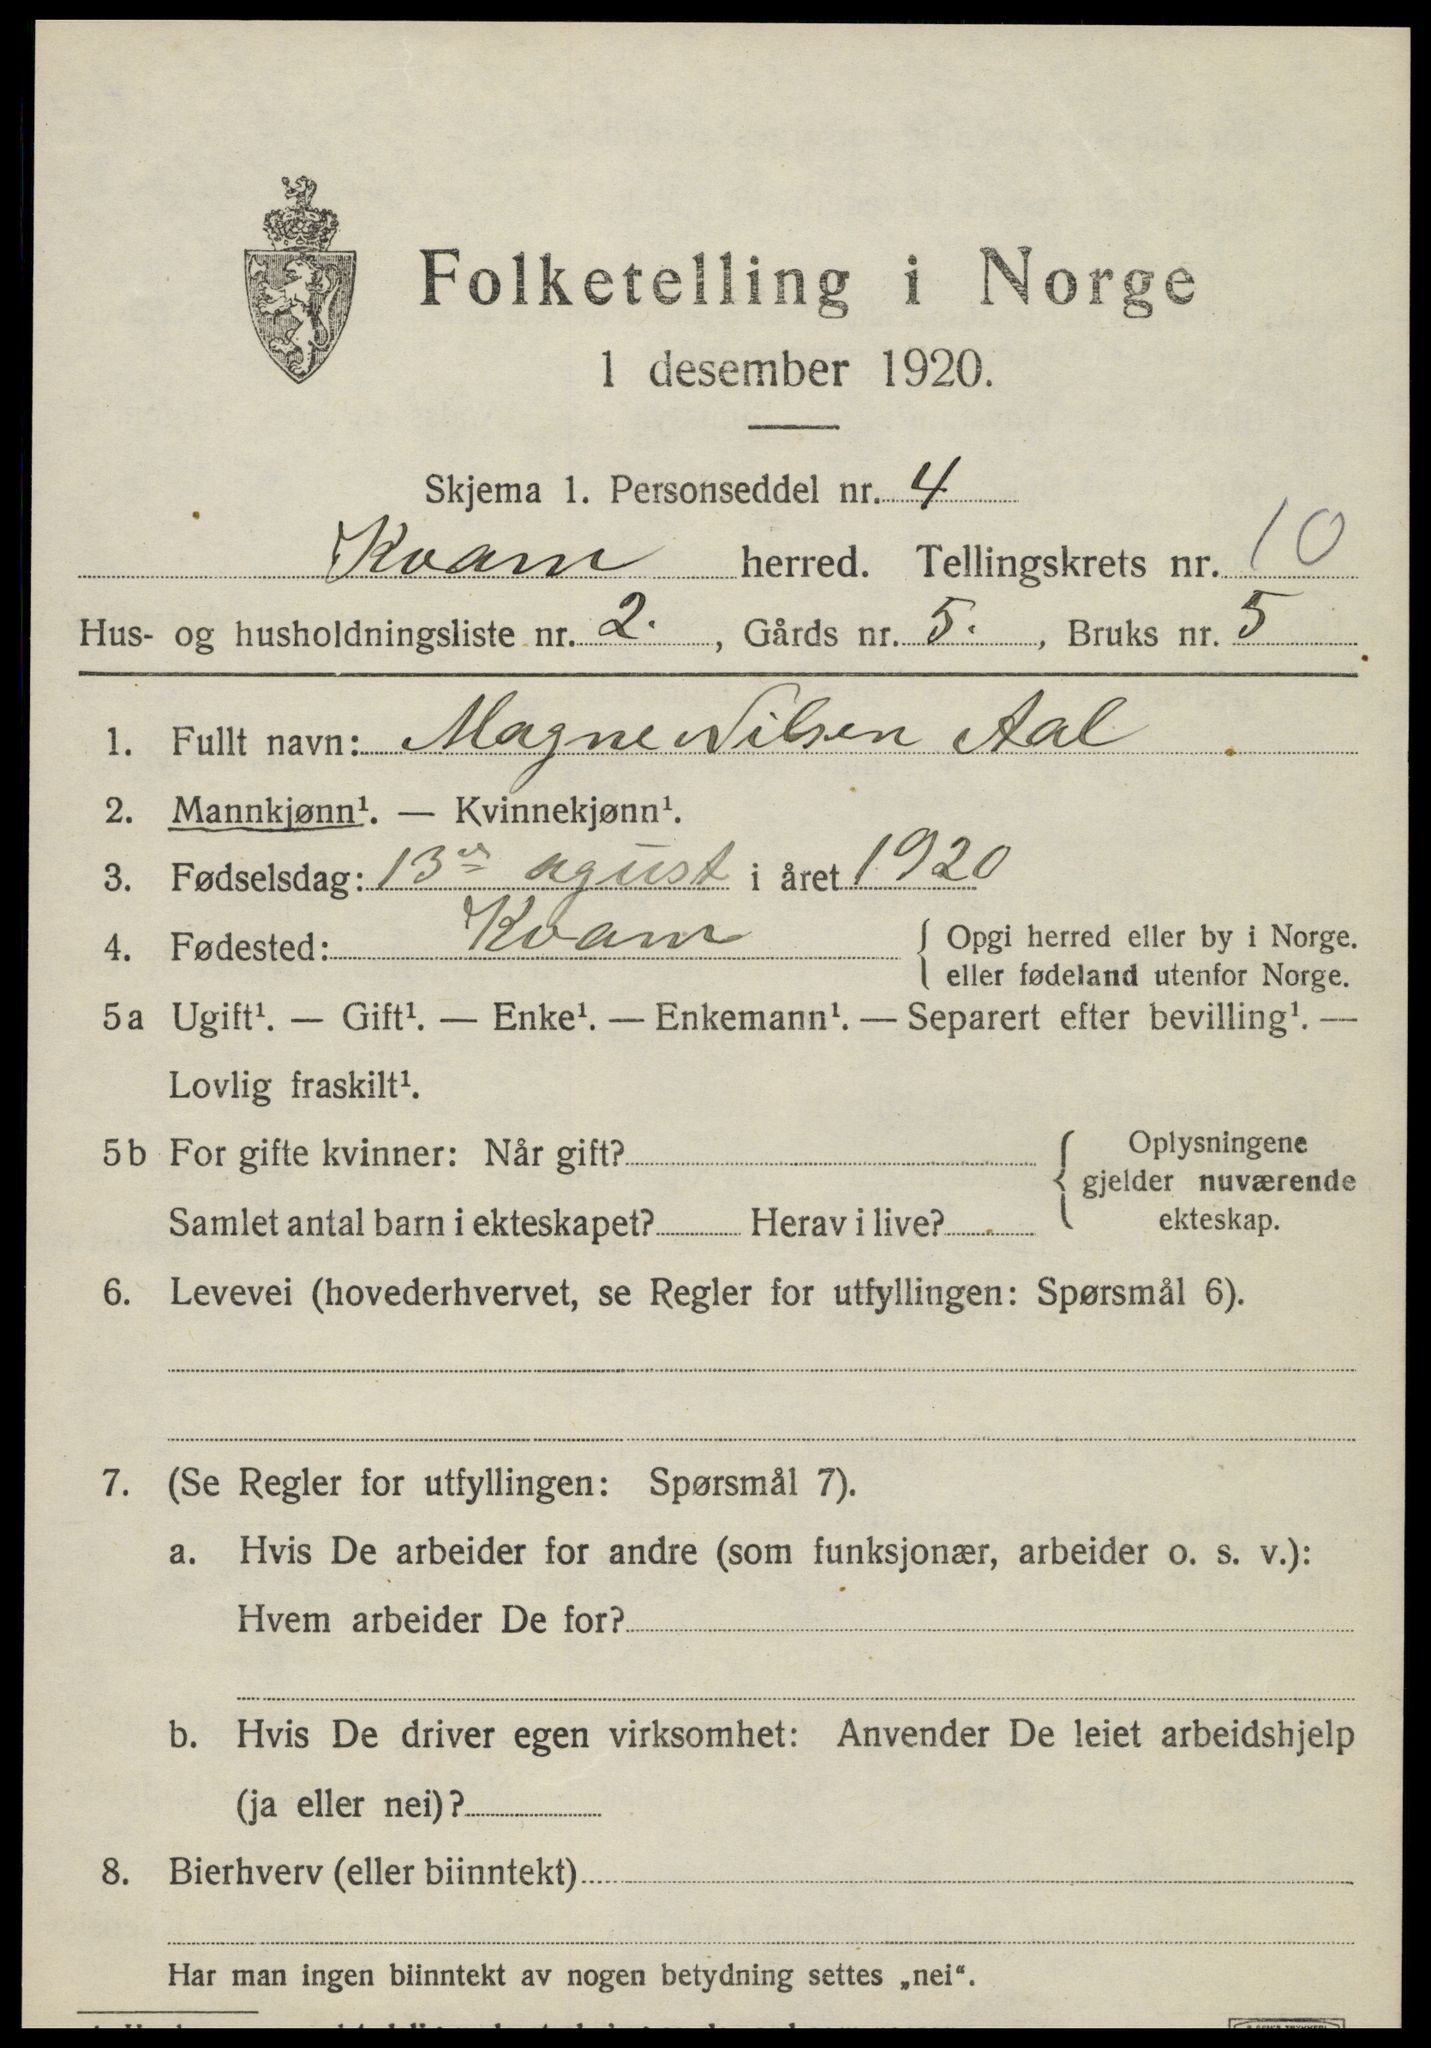 Folketelling i Norge
1 desember 1920.
Skjema 1. Personseddel nr. 4
Kvam herred. Tellingskrets nr. 10
Hus- og husholdningsliste nr. 2. , Gårds nr. 5. , Bruks nr. 5
1. Fullt navn: Magne Nilsen Aal
2. Mannkjønn¹. — Kvinnekjønn¹.
3. Fødselsdag: 13 agust i året 1920
4. Fødested: Kvam { Opgi herred eller by i Norge.
eller fødeland utenfor Norge.
5 a Ugift¹. — Gift¹. — Enke¹. — Enkemann¹. — Separert efter bevilling¹. —
Lovlig fraskilt¹.
5 b For gifte kvinner: Når gift? { Oplysningene
gjelder nuværende
Samlet antal barn i ekteskapet? Herav i live? ekteskap.
6. Levevei (hovederhvervet, se Regler for utfyllingen: Spørsmål 6).
7. (Se Regler for utfyllingen: Spørsmål 7).
a. Hvis De arbeider for andre (som funksjonær, arbeider o. s. v.):
Hvem arbeider De for?
b. Hvis De driver egen virksomhet: Anvender De leiet arbeidshjelp
(ja eller nei)?
8. Bierhverv (eller biinntekt)
Har man ingen biinntekt av nogen betydning settes „nei“.